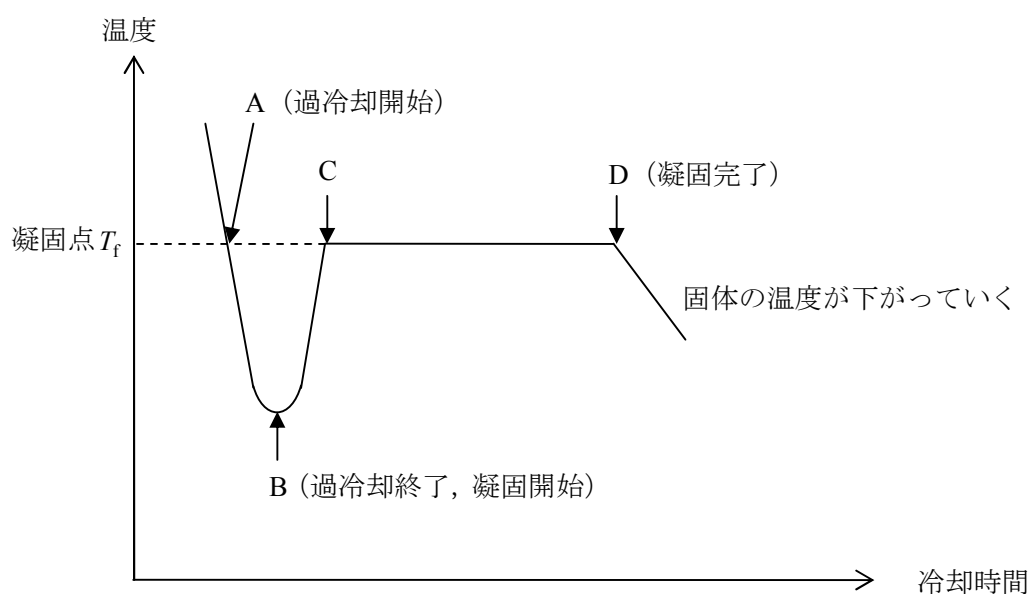 温度
A（過冷却開始）
C
D（凝固完了）
凝固点Tf
固体の温度が下がっていく
B（過冷却終了, 凝固開始）
冷却時間